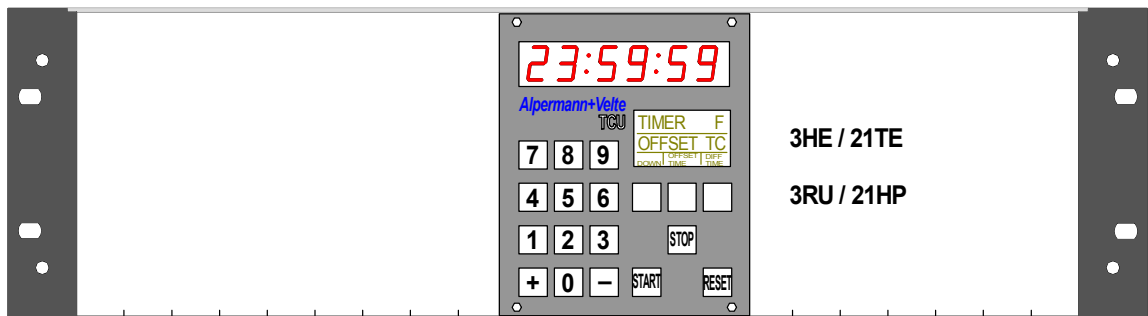 23:59:59
Alpermann+Velte
TCU
TIMER F
OFFSET TC
DOWN OFFSET TIME DIFF TIME
7 8 9
4 5 6
1 2 3 STOP
+ 0 – START RESET
3HE / 21TE
3RU / 21HP